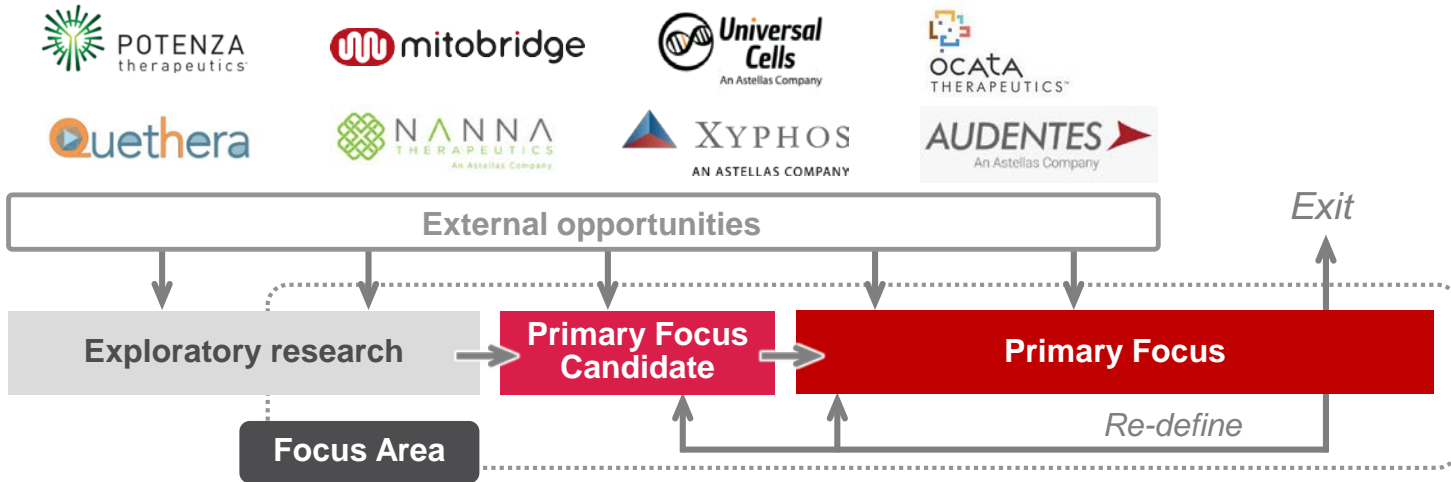 POTENZA
therapeutics
mitobridge
Universal
Cells
An Astellas Company
OCATA
THERAPEUTICS™
Quethera
NANNA
THERAPEUTICS
An Astellas Company
XYPHOS
AN ASTELLAS COMPANY
AUDENTES
An Astellas Company
External opportunities
Exit
Exploratory research
Primary Focus
Candidate
Primary Focus
Re-define
Focus Area